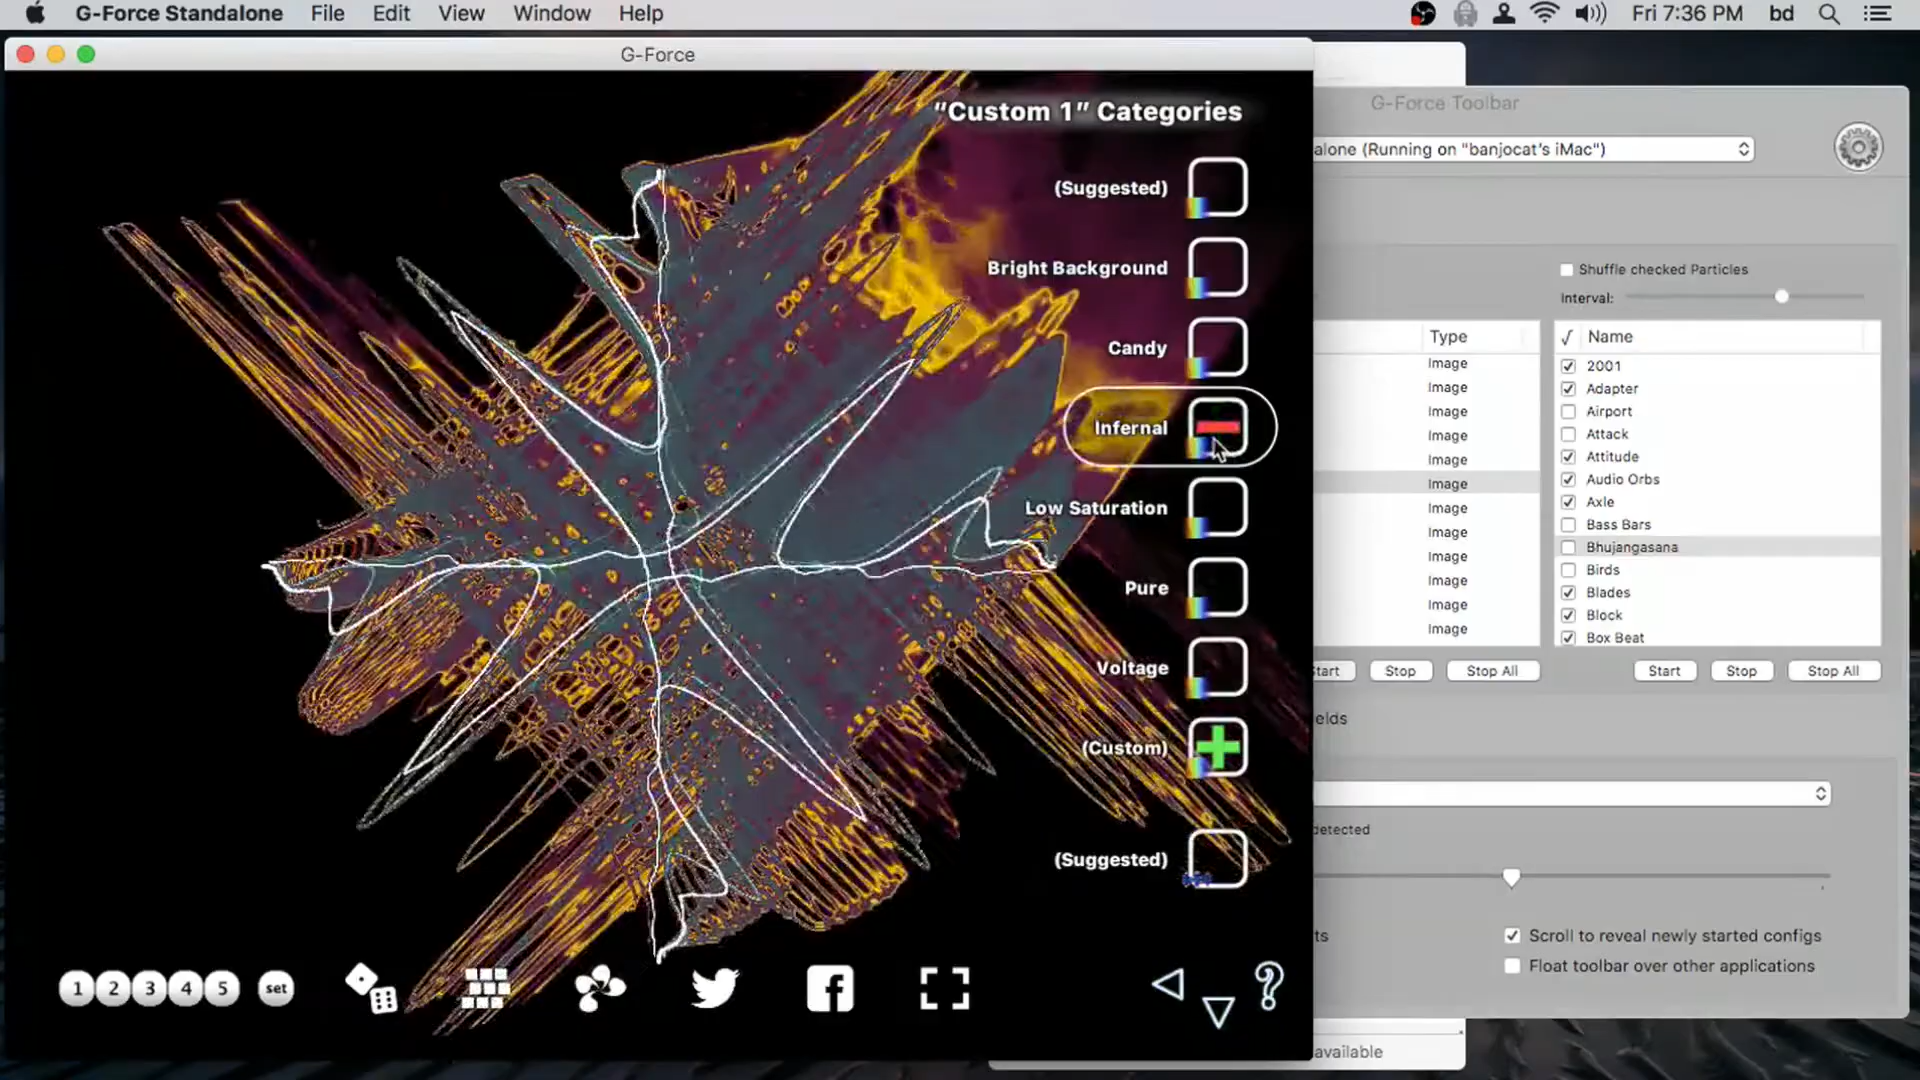 G-Force Standalone File Edit View Window Help Fri 7:36 PM bd
G-Force
"Custom 1" Categories
(Suggested)
Bright Background
Candy
Infernal
Low Saturation
Pure
Voltage
(Custom)
(Suggested)
1 2 3 4 5 set
?
G-Force Toolbar
alone (Running on "banjocat's iMac")
Shuffle checked Particles
Interval:
Type
Image
Image
Image
Image
Image
Image
Image
Image
Image
Image
Image
Image
√ Name
2001
Adapter
Airport
Attack
Attitude
Audio Orbs
Axle
Bass Bars
Bhujangasana
Birds
Blades
Block
Box Beat
tart Stop Stop All
Start Stop Stop All
elds
detected
ts
Scroll to reveal newly started configs
Float toolbar over other applications
available